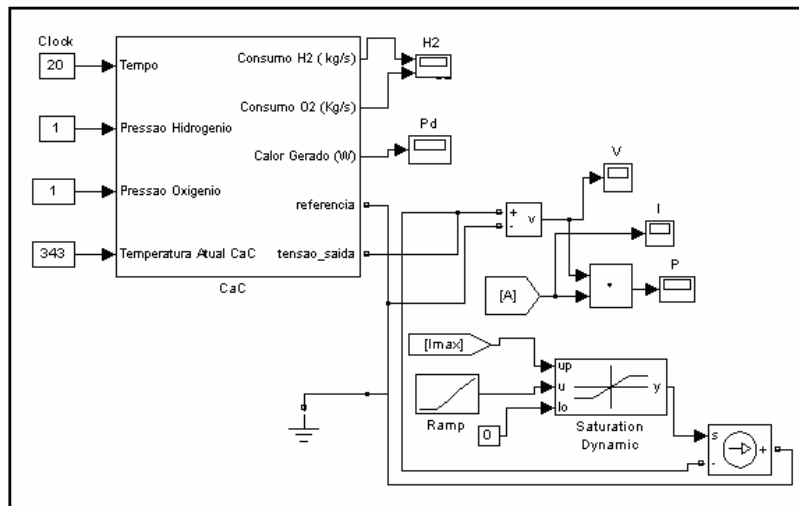 Clock
20
1
1
343
Tempo
Pressao Hidrogenio
Pressao Oxigenio
Temperatura Atual CaC
Consumo H2 ( kg/s)
Consumo O2 (Kg/s)
Calor Gerado (W)
referencia
tensao_saida
CaC
H2
Pd
+
-
v
V
I
[A]
P
[Imax]
Ramp
0
up
u
lo
y
Saturation
Dynamic
s
-
+